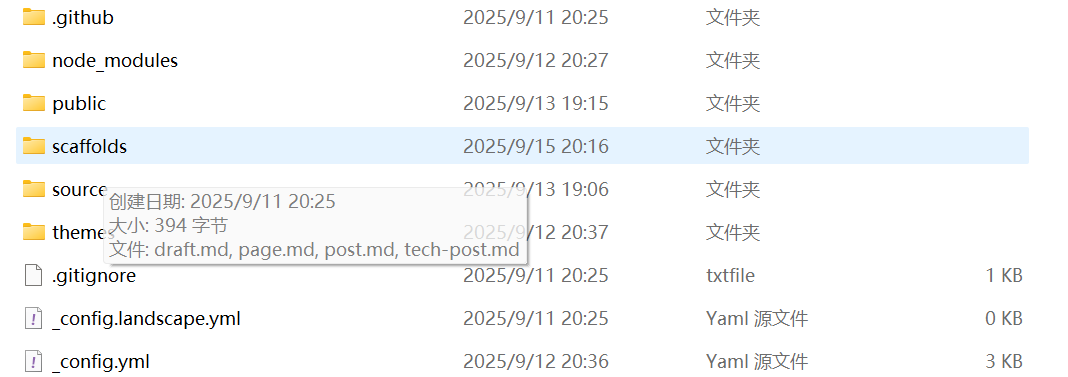 .github 2025/9/11 20:25 文件夹
node_modules 2025/9/12 20:27 文件夹
public 2025/9/13 19:15 文件夹
scaffolds 2025/9/15 20:16 文件夹
source 2025/9/13 19:06 文件夹
创建日期: 2025/9/11 20:25
大小: 394 字节
themes 2025/9/12 20:37 文件夹
文件: draft.md, page.md, post.md, tech-post.md
.gitignore 2025/9/11 20:25 txtfile 1 KB
_config.landscape.yml 2025/9/11 20:25 Yaml 源文件 0 KB
_config.yml 2025/9/12 20:36 Yaml 源文件 3 KB